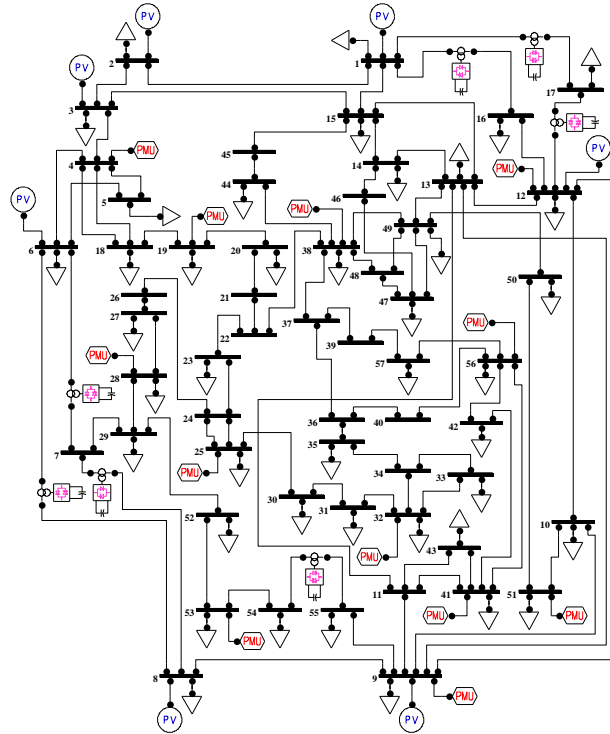 PV PV
2 1
PV 17
3 15 16 PV
4 PMU 45 14 PMU
44 46 13 12
PV 5 PMU PMU 49
6 18 19 20 38 48 50
26 21 47
27 22 37 PMU
PMU 23 39 57 56
28
24 36 40 42
29 25 35
7 PMU 34 33
30 31 32
52 43 10
PMU
11 41 51
53 54 55 PMU PMU
PMU
8 9 PMU
PV PV